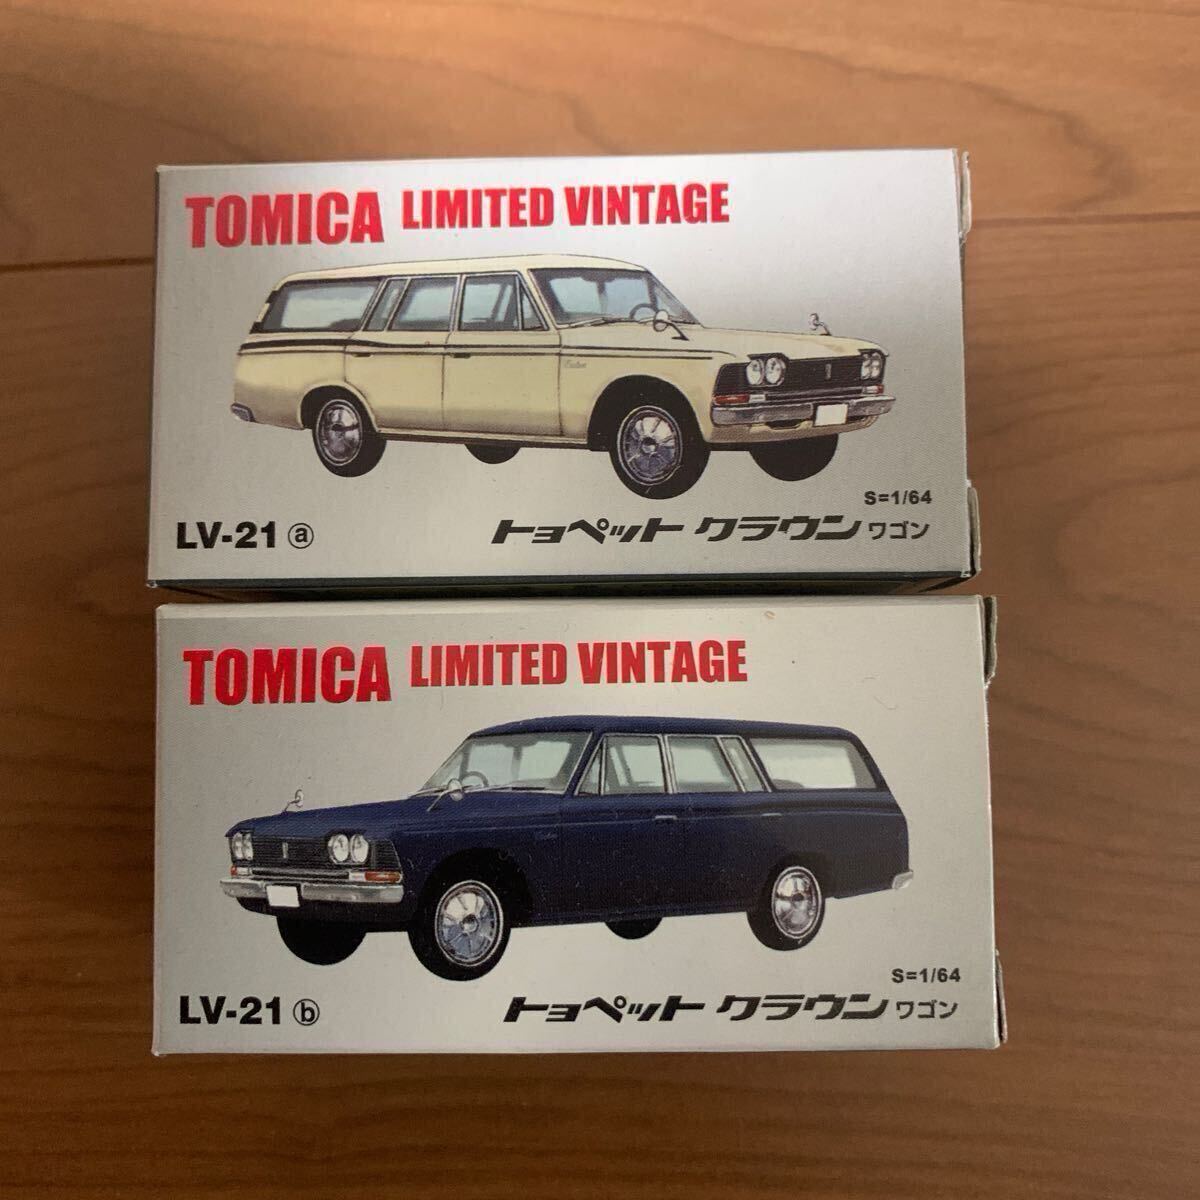 TOMICA LIMITED VINTAGE
S=1/64
LV-21 ⓐ トヨペット クラウン ワゴン
TOMICA LIMITED VINTAGE
S=1/64
LV-21 ⓑ トヨペット クラウン ワゴン